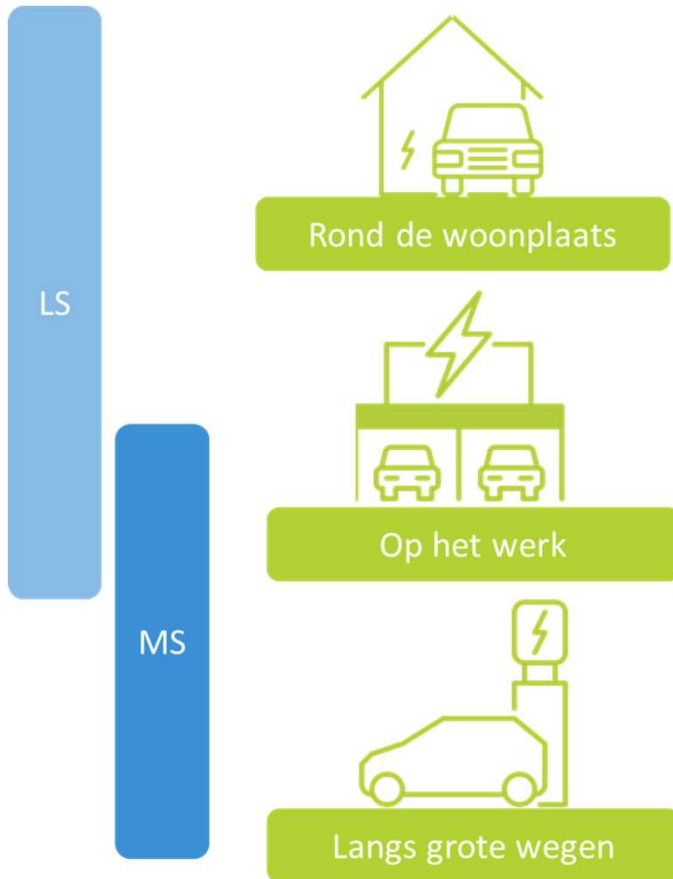 Rond de woonplaats
LS
Op het werk
MS
Langs grote wegen